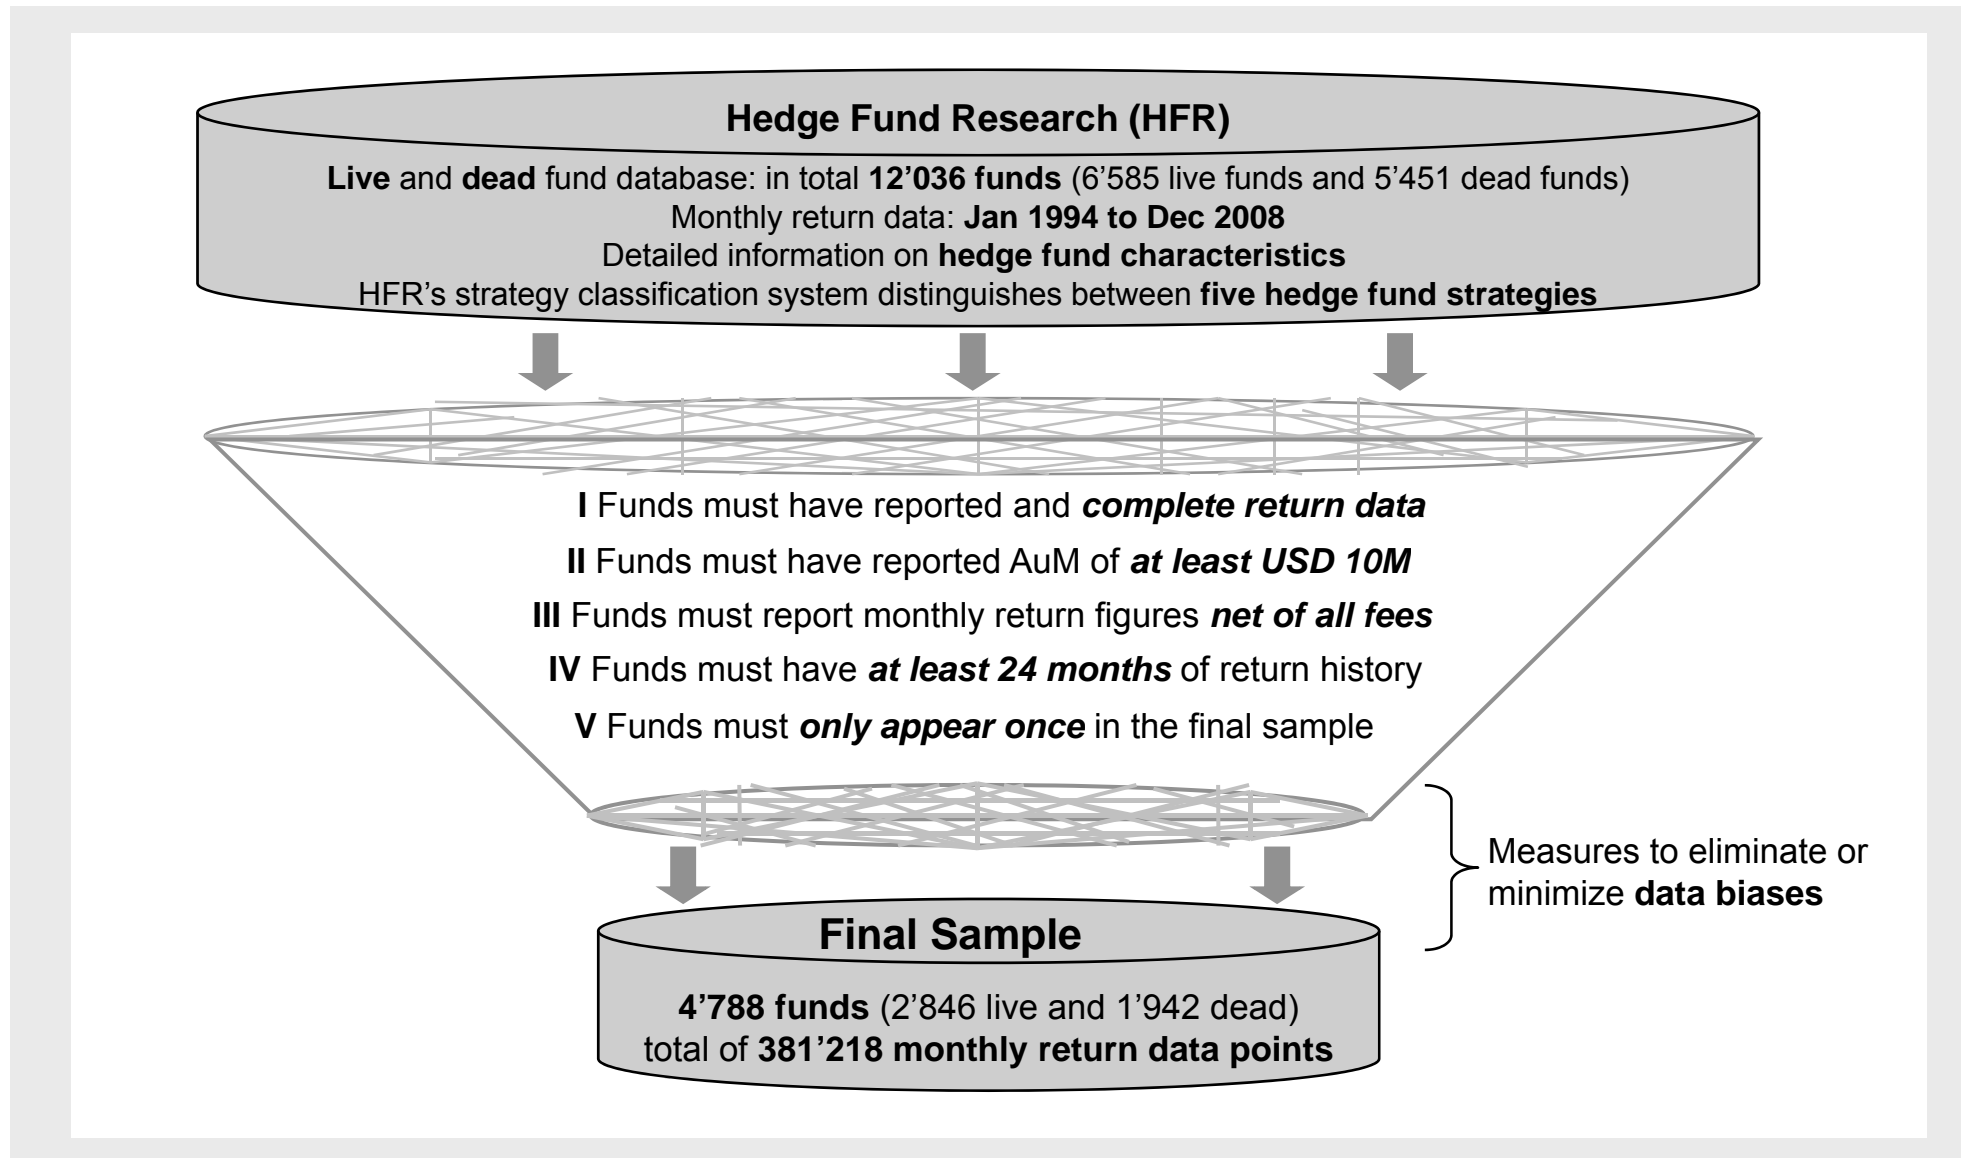 Hedge Fund Research (HFR)
Live and dead fund database: in total 12’036 funds (6’585 live funds and 5’451 dead funds)
Monthly return data: Jan 1994 to Dec 2008
Detailed information on hedge fund characteristics
HFR’s strategy classification system distinguishes between five hedge fund strategies
I Funds must have reported and complete return data
II Funds must have reported AuM of at least USD 10M
III Funds must report monthly return figures net of all fees
IV Funds must have at least 24 months of return history
V Funds must only appear once in the final sample
Measures to eliminate or
minimize data biases
Final Sample
4’788 funds (2’846 live and 1’942 dead)
total of 381’218 monthly return data points